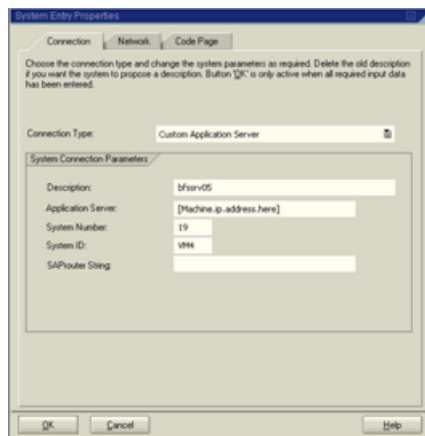 System Entry Properties
Connection Network Code Page
Choose the connection type and change the system parameters as required. Delete the old description
if you want the system to propose a description. Button 'OK' is only active when all required input data
has been entered.
Connection Type: Custom Application Server
System Connection Parameters
Description: bfssrv05
Application Server: [Machine.ip.address.here]
System Number: 19
System ID: VM4
SAProuter String:
OK Cancel Help